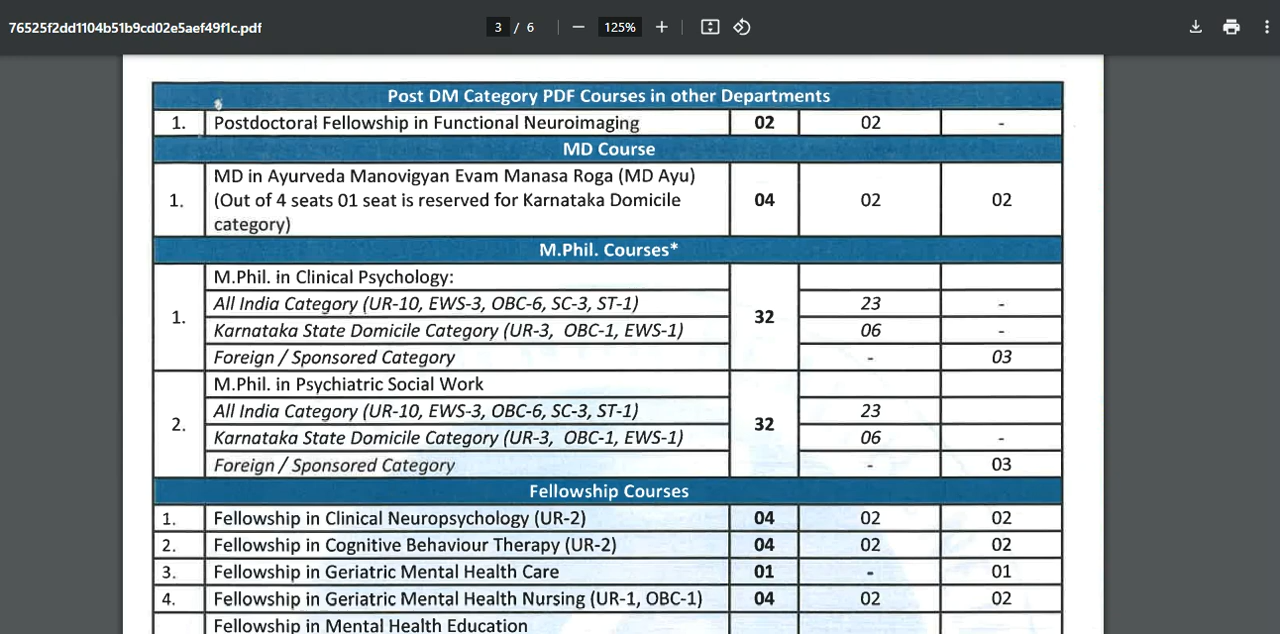 76525f2dd1104b51b9cd02e5aef49f1c.pdf 3 / 6 125%
Post DM Category PDF Courses in other Departments
1. Postdoctoral Fellowship in Functional Neuroimaging 02 02 -
MD Course
MD in Ayurveda Manovigyan Evam Manasa Roga (MD Ayu)
1. (Out of 4 seats 01 seat is reserved for Karnataka Domicile 04 02 02
category)
M.Phil. Courses*
M.Phil. in Clinical Psychology:
All India Category (UR-10, EWS-3, OBC-6, SC-3, ST-1) 23 -
1. 32
Karnataka State Domicile Category (UR-3, OBC-1, EWS-1) 06 -
Foreign / Sponsored Category - 03
M.Phil. in Psychiatric Social Work
All India Category (UR-10, EWS-3, OBC-6, SC-3, ST-1) 23
2. 32
Karnataka State Domicile Category (UR-3, OBC-1, EWS-1) 06 -
Foreign / Sponsored Category - 03
Fellowship Courses
1. Fellowship in Clinical Neuropsychology (UR-2) 04 02 02
2. Fellowship in Cognitive Behaviour Therapy (UR-2) 04 02 02
3. Fellowship in Geriatric Mental Health Care 01 - 01
4. Fellowship in Geriatric Mental Health Nursing (UR-1, OBC-1) 04 02 02
Fellowship in Mental Health Education